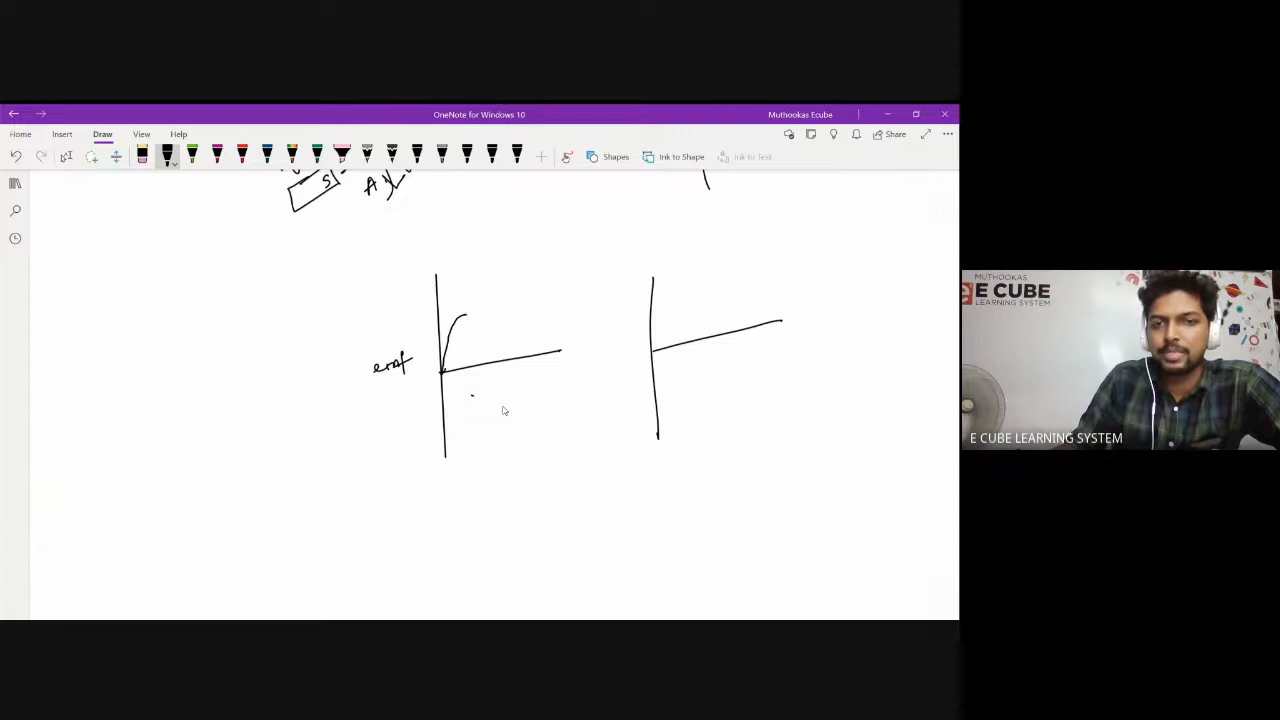 OneNote for Windows 10
Muthookas Ecube
Home Insert Draw View Help
Share
Shapes
Ink to Shape
Ink to Text
S
A
emf
MUTHOOKAS
E CUBE
LEARNING SYSTEM
E CUBE LEARNING SYSTEM